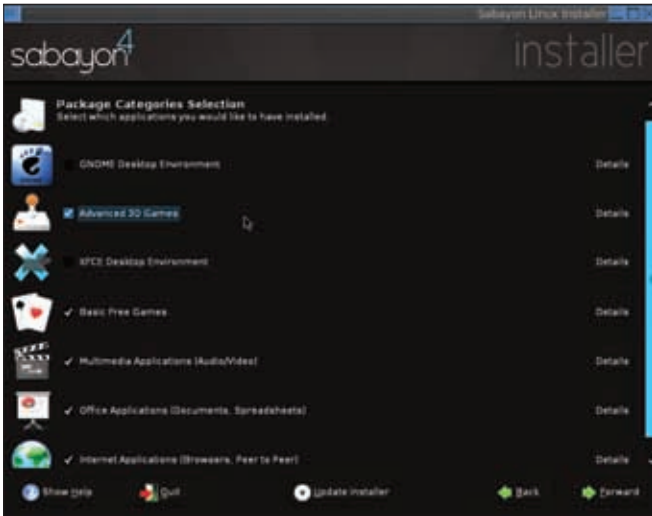 Sabayon Linux Installer
sabayon4
installer
Package Categories Selection
Select which applications you would like to have installed.
GNOME Desktop Environment
Details
Advanced 3D Games
Details
XFCE Desktop Environment
Details
Basic Free Games
Details
Multimedia Applications (Audio/Video)
Details
Office Applications (Documents, Spreadsheets)
Details
Internet Applications (Browsers, Peer to Peer)
Details
Show Help
Quit
Update installer
Back
Forward